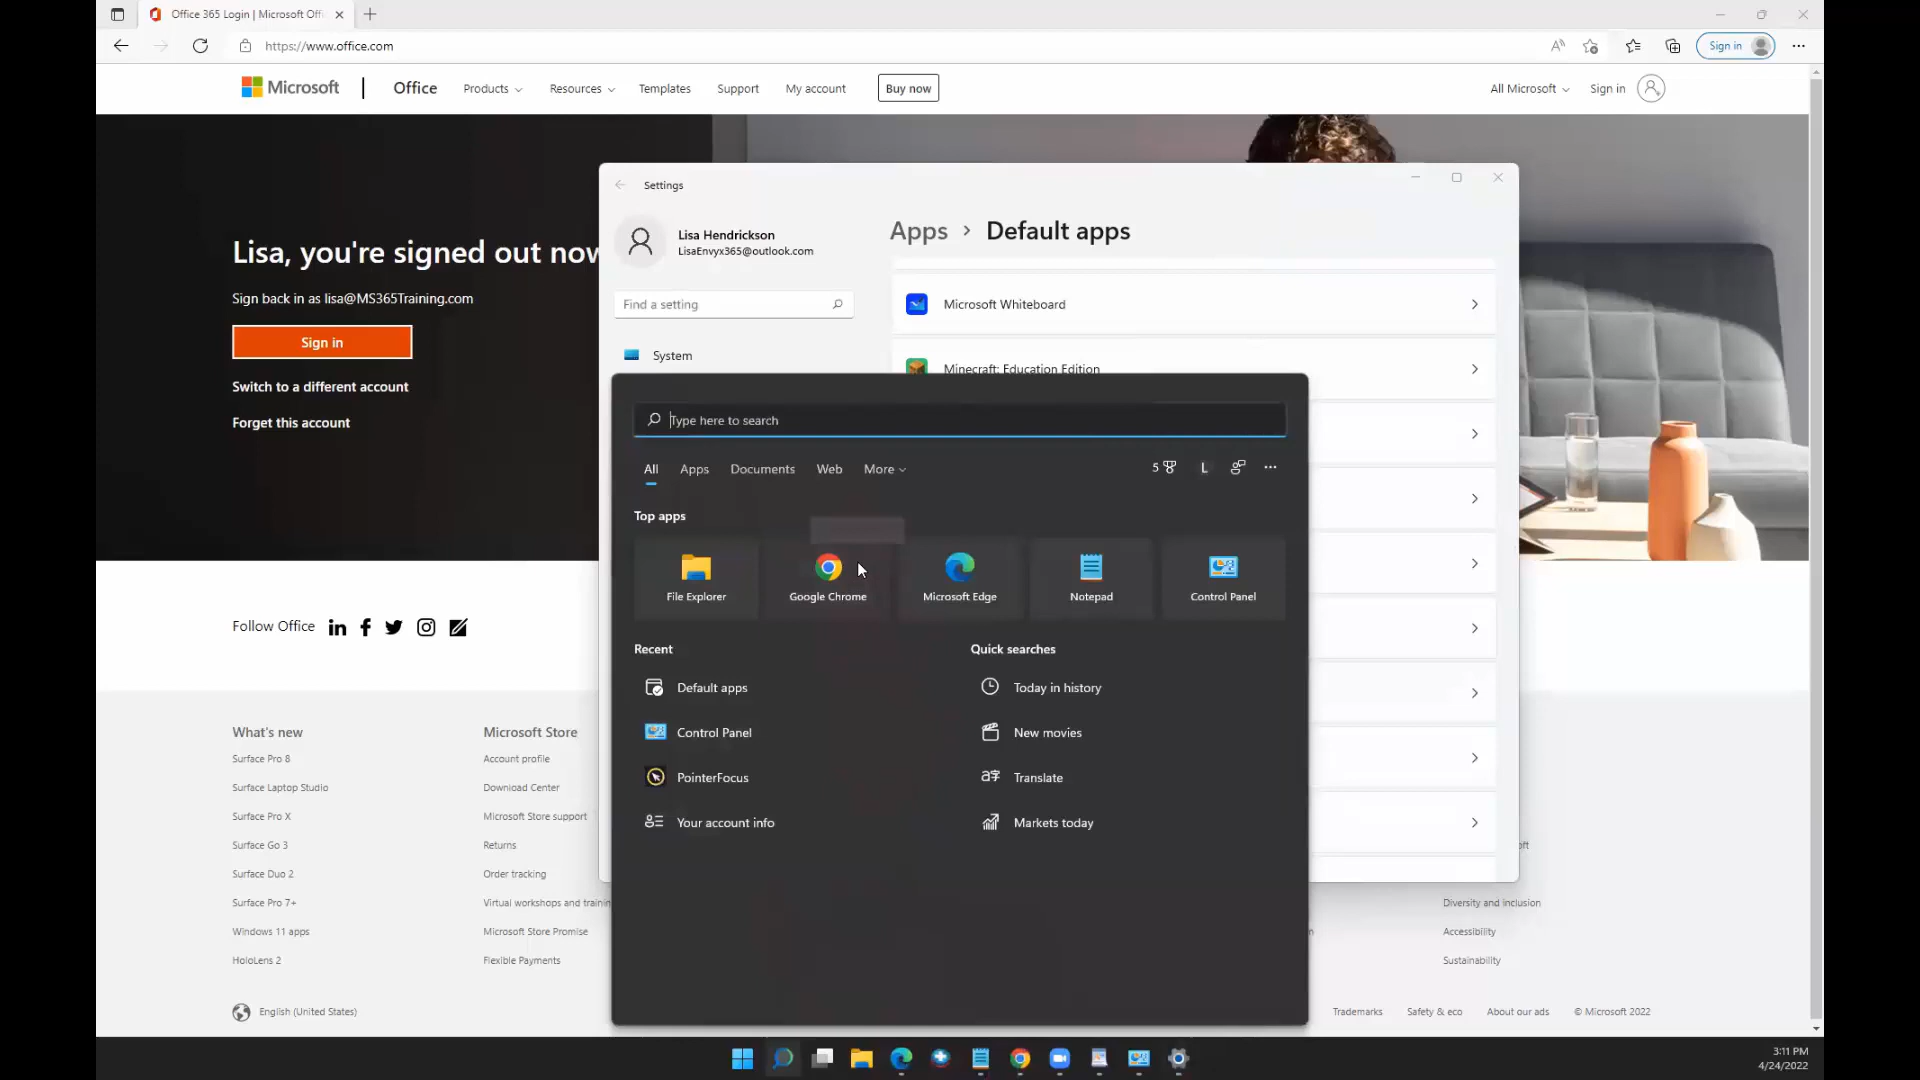 Office 365 Login | Microsoft Offi
https://www.office.com
Sign in
Microsoft
Office
Products
Resources
Templates
Support
My account
Buy now
All Microsoft
Sign in
Lisa, you're signed out now
Sign back in as lisa@MS365Training.com
Sign in
Switch to a different account
Forget this account
Settings
Lisa Hendrickson
LisaEnvyx365@outlook.com
Find a setting
System
Apps > Default apps
Microsoft Whiteboard
Minecraft: Education Edition
Type here to search
All
Apps
Documents
Web
More
5
L
Top apps
File Explorer
Google Chrome
Microsoft Edge
Notepad
Control Panel
Recent
Default apps
Control Panel
PointerFocus
Your account info
Quick searches
Today in history
New movies
Translate
Markets today
Follow Office
What's new
Surface Pro 8
Surface Laptop Studio
Surface Pro X
Surface Go 3
Surface Duo 2
Surface Pro 7+
Windows 11 apps
HoloLens 2
Microsoft Store
Account profile
Download Center
Microsoft Store support
Returns
Order tracking
Virtual workshops and trainin
Microsoft Store Promise
Flexible Payments
Diversity and inclusion
Accessibility
Sustainability
English (United States)
Trademarks
Safety & eco
About our ads
© Microsoft 2022
3:11 PM
4/24/2022